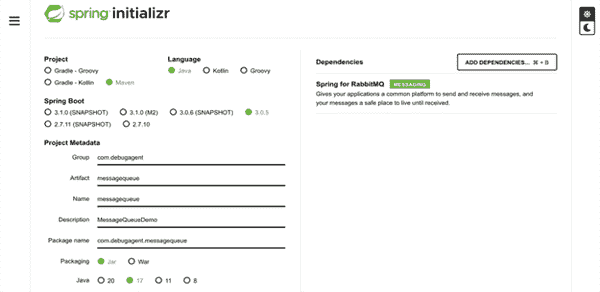 spring initializr
Project
Gradle - Groovy
Gradle - Kotlin Maven
Language
Java Kotlin Groovy
Spring Boot
3.1.0 (SNAPSHOT) 3.1.0 (M2) 3.0.6 (SNAPSHOT) 3.0.5
2.7.11 (SNAPSHOT) 2.7.10
Project Metadata
Group com.debugagent
Artifact messagequeue
Name messagequeue
Description MessageQueueDemo
Package name com.debugagent.messagequeue
Packaging Jar War
Java 20 17 11 8
Dependencies ADD DEPENDENCIES... ⌘ + B
Spring for RabbitMQ MESSAGING
Gives your applications a common platform to send and receive messages, and
your messages a safe place to live until received.